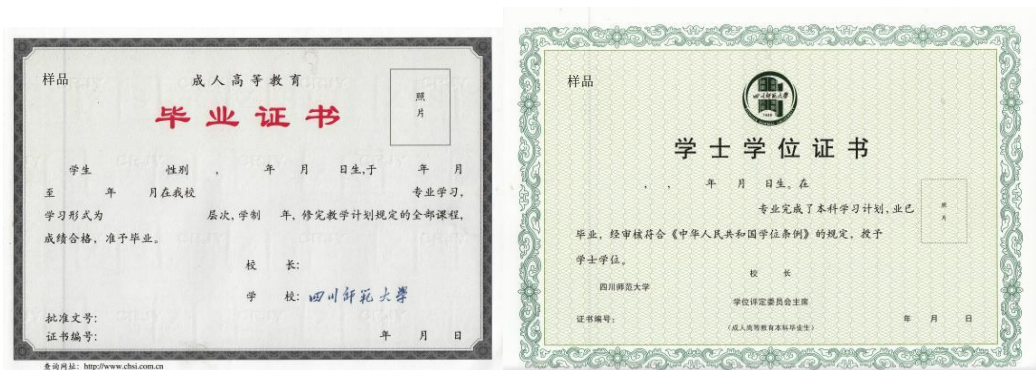 样品
成人高等教育
毕业证书
照
片
学生 性别 , 年 月 日生,于 年 月
至 年 月在我校 专业学习,
学习形式为 层次,学制 年,修完教学计划规定的全部课程,
成绩合格,准予毕业。
校 长:
学 校: 四川师范大学
批准文号:
证书编号: 年 月 日
查询网址: http://www.chsi.com.cn
样品
四川师范大学
学士学位证书
, , 年 月 日生。在
专业完成了本科学习计划,业已
毕业,经审核符合《中华人民共和国学位条例》的规定,授予
学士学位。
照
片
校 长
四川师范大学
学位评定委员会主席
证书编号: 年 月 日
(成人高等教育本科毕业生)